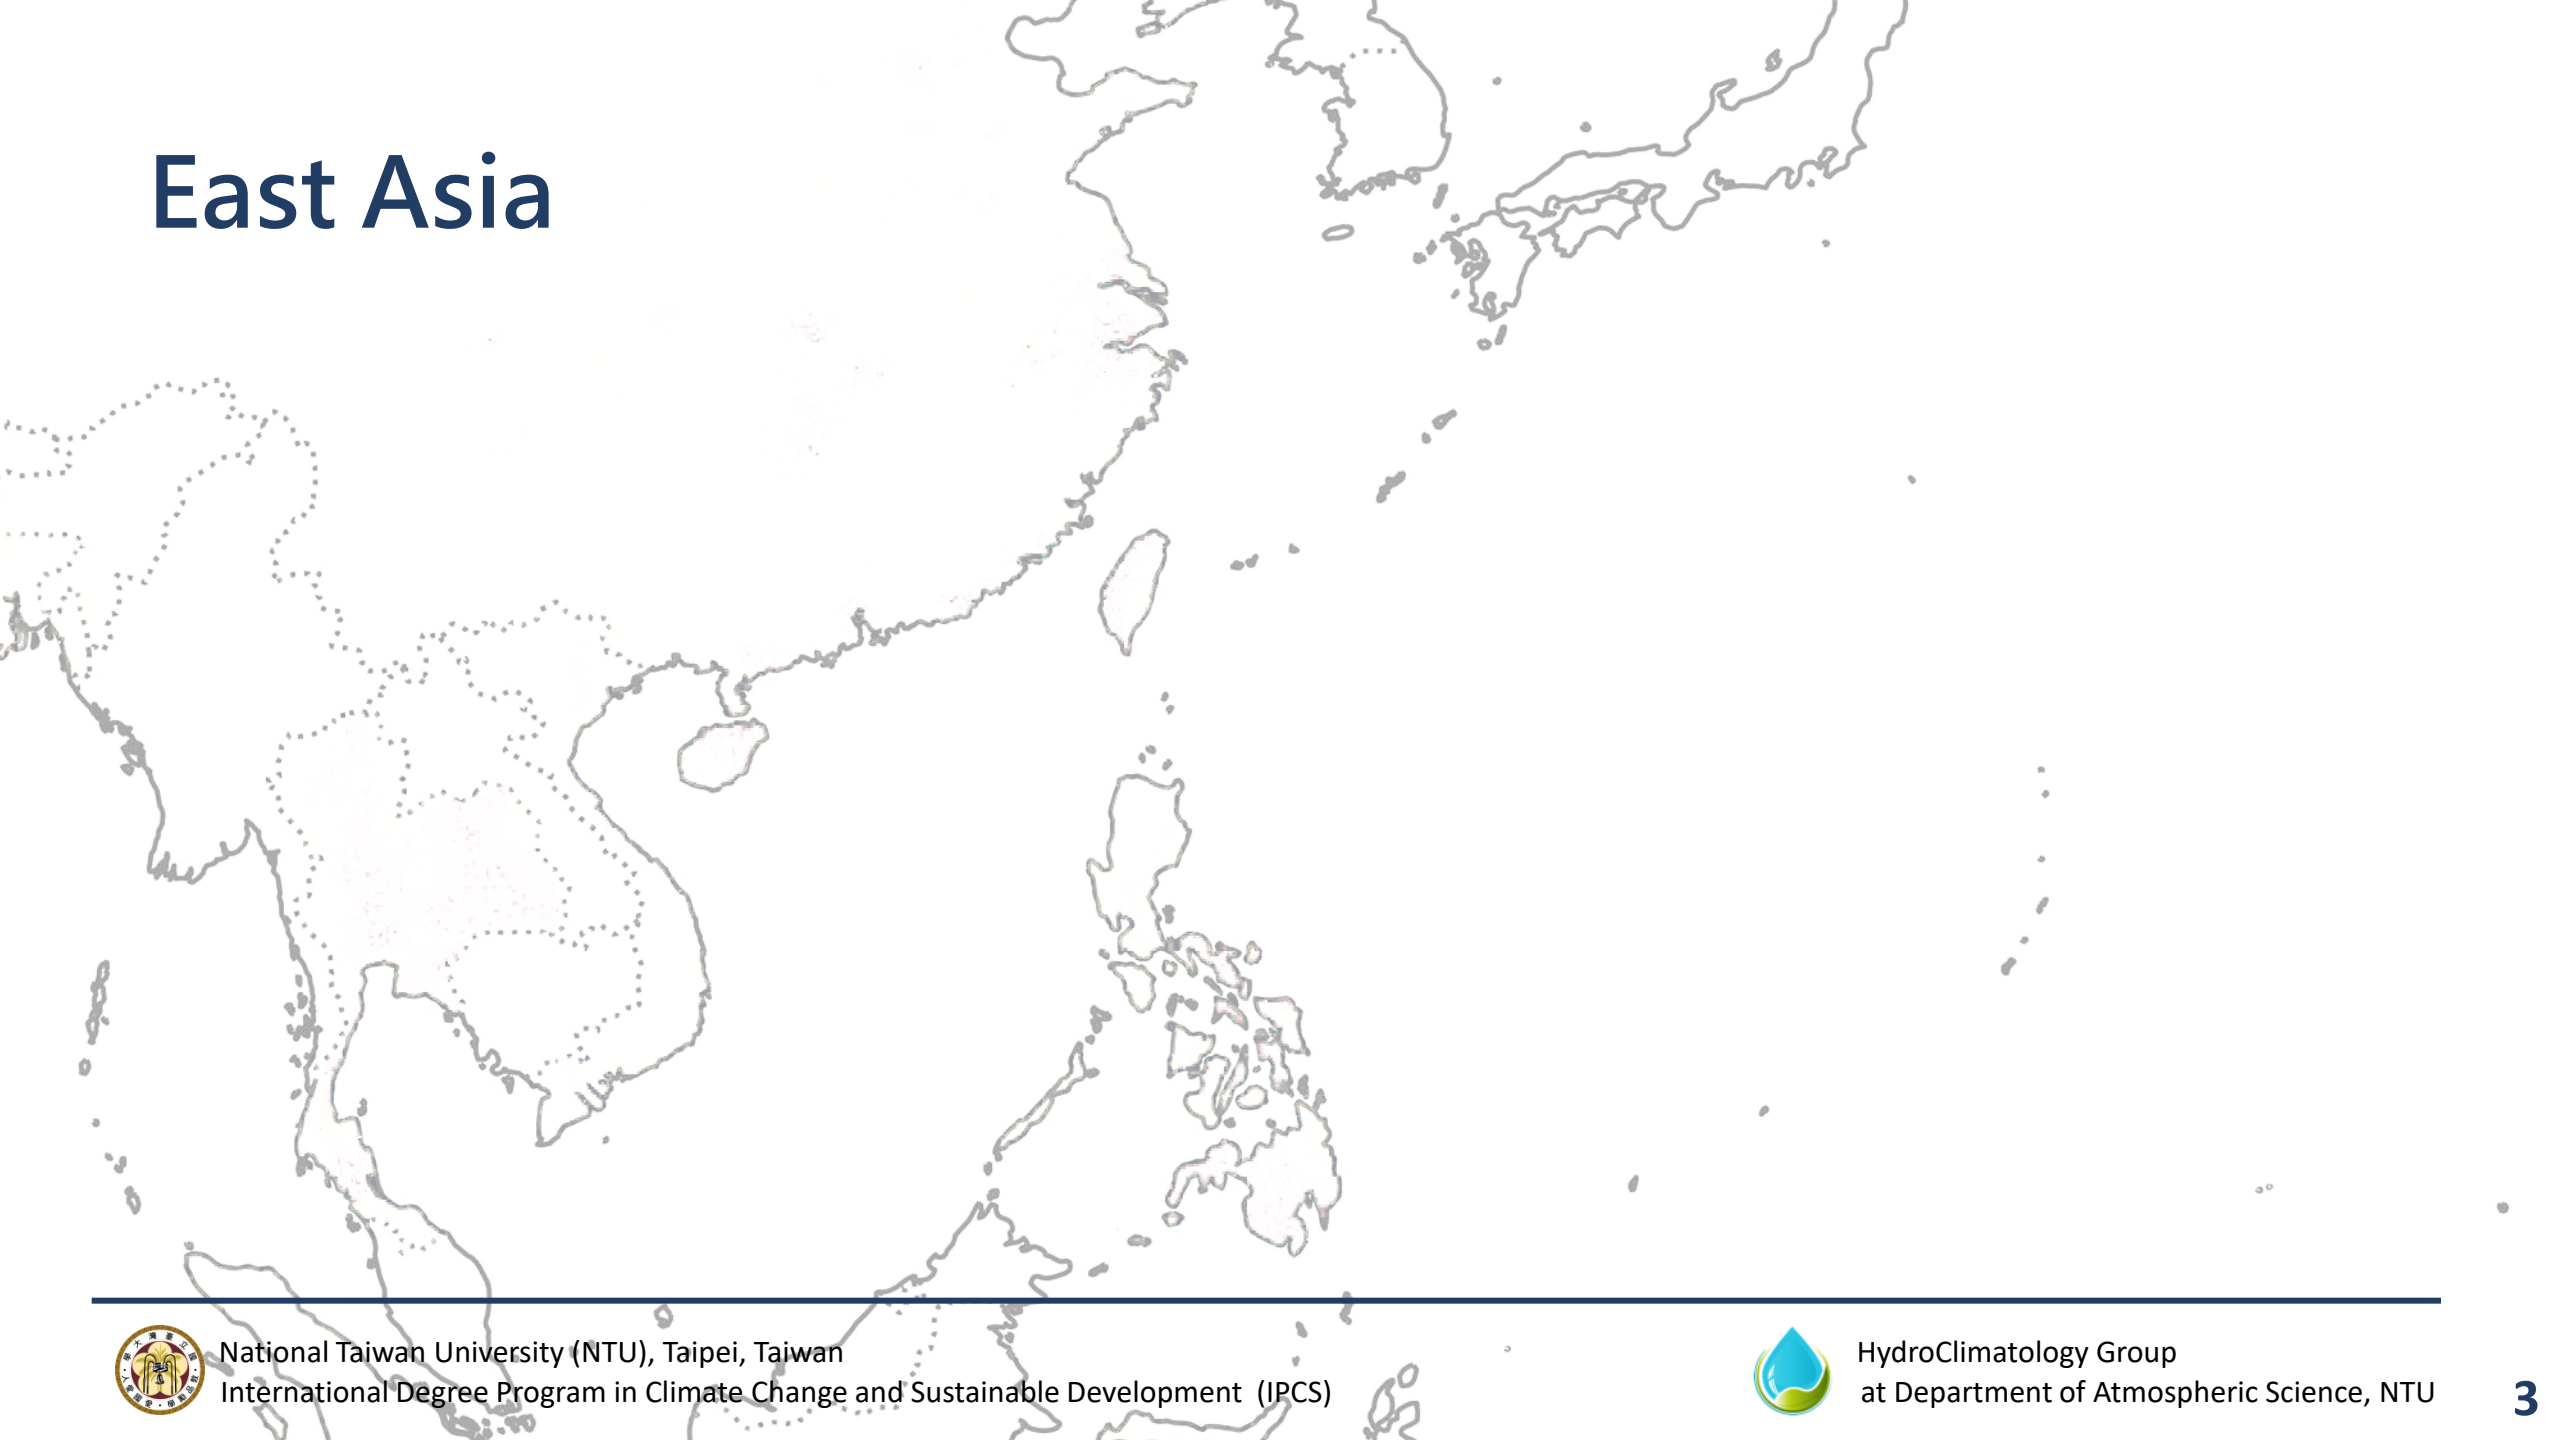 East Asia
National Taiwan University (NTU), Taipei, Taiwan
International Degree Program in Climate Change and Sustainable Development (IPCS)
HydroClimatology Group
at Department of Atmospheric Science, NTU
3